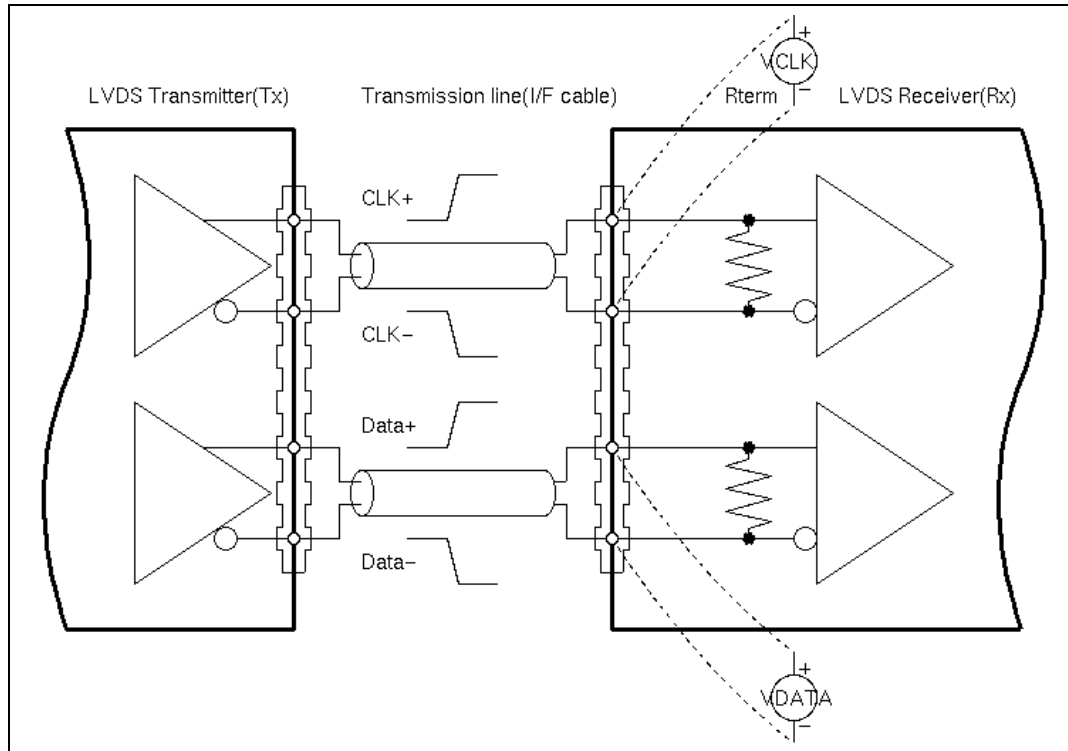 +
VCLK
−
LVDS Transmitter(Tx) Transmission line(I/F cable) Rterm LVDS Receiver(Rx)
CLK+
CLK−
Data+
Data−
+
VDATA
−